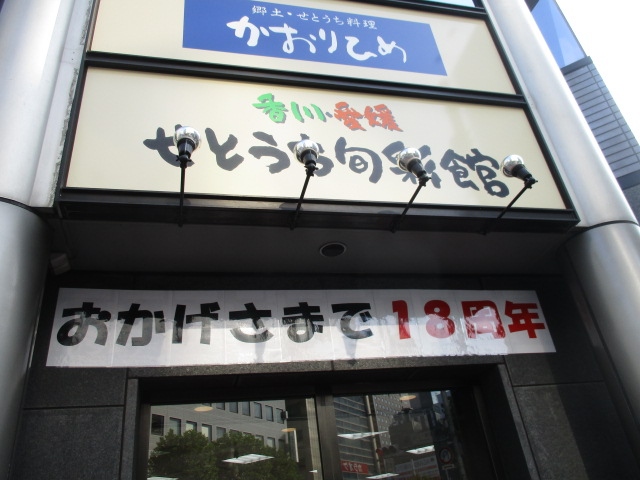 郷土・せとうち料理
かおりひめ
香川・愛媛
せとうち旬彩館
おかげさまで18周年